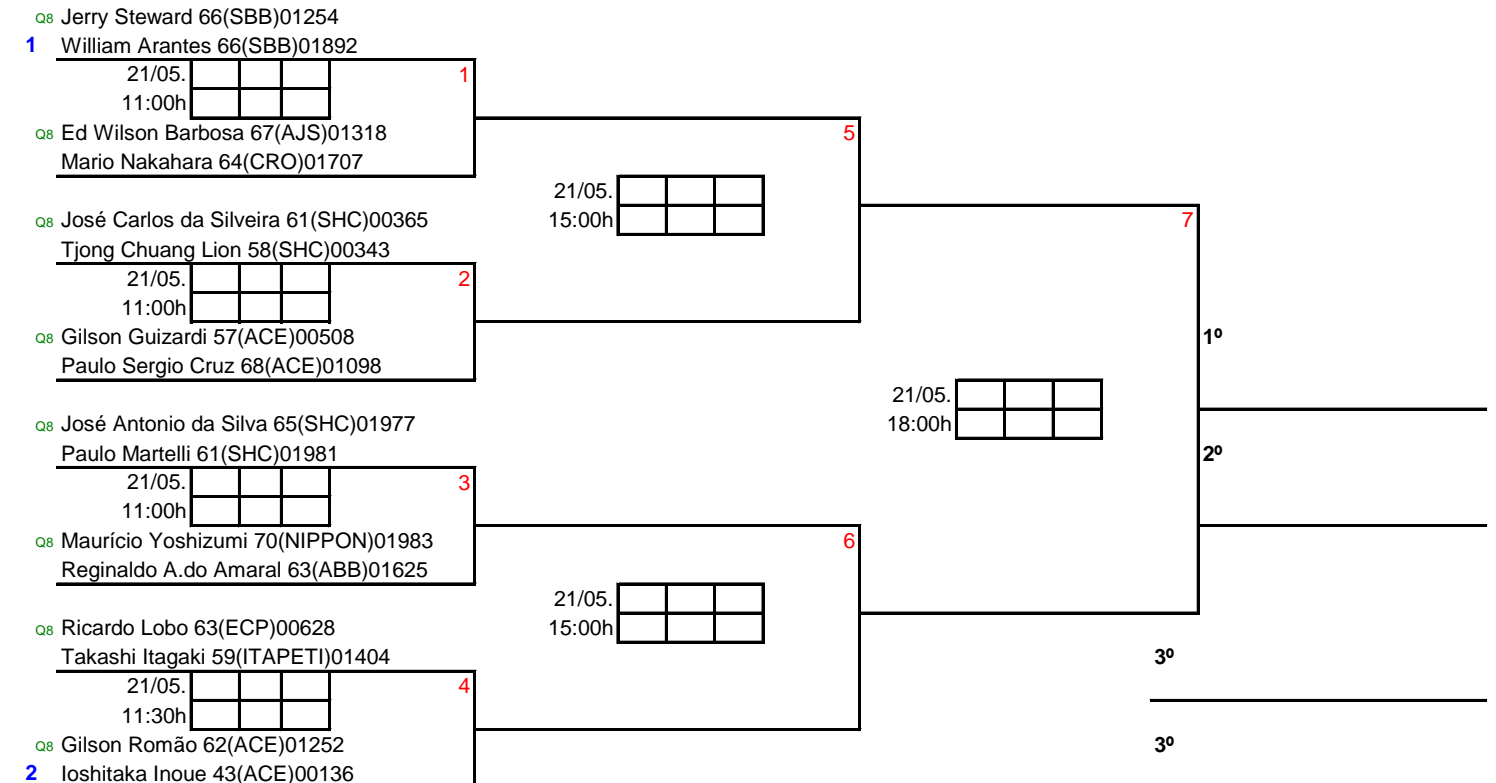 Q8 Jerry Steward 66(SBB)01254
1 William Arantes 66(SBB)01892
21/05. 1
11:00h
Q8 Ed Wilson Barbosa 67(AJS)01318 5
Mario Nakahara 64(CRO)01707
21/05.
15:00h
Q8 José Carlos da Silveira 61(SHC)00365 7
Tjong Chuang Lion 58(SHC)00343
21/05. 2
11:00h
Q8 Gilson Guizardi 57(ACE)00508 1º
Paulo Sergio Cruz 68(ACE)01098
21/05.
18:00h
Q8 José Antonio da Silva 65(SHC)01977
Paulo Martelli 61(SHC)01981 2º
21/05. 3
11:00h
Q8 Maurício Yoshizumi 70(NIPPON)01983 6
Reginaldo A.do Amaral 63(ABB)01625
21/05.
15:00h
Q8 Ricardo Lobo 63(ECP)00628
Takashi Itagaki 59(ITAPETI)01404 3º
21/05. 4
11:30h
Q8 Gilson Romão 62(ACE)01252 3º
2 Ioshitaka Inoue 43(ACE)00136